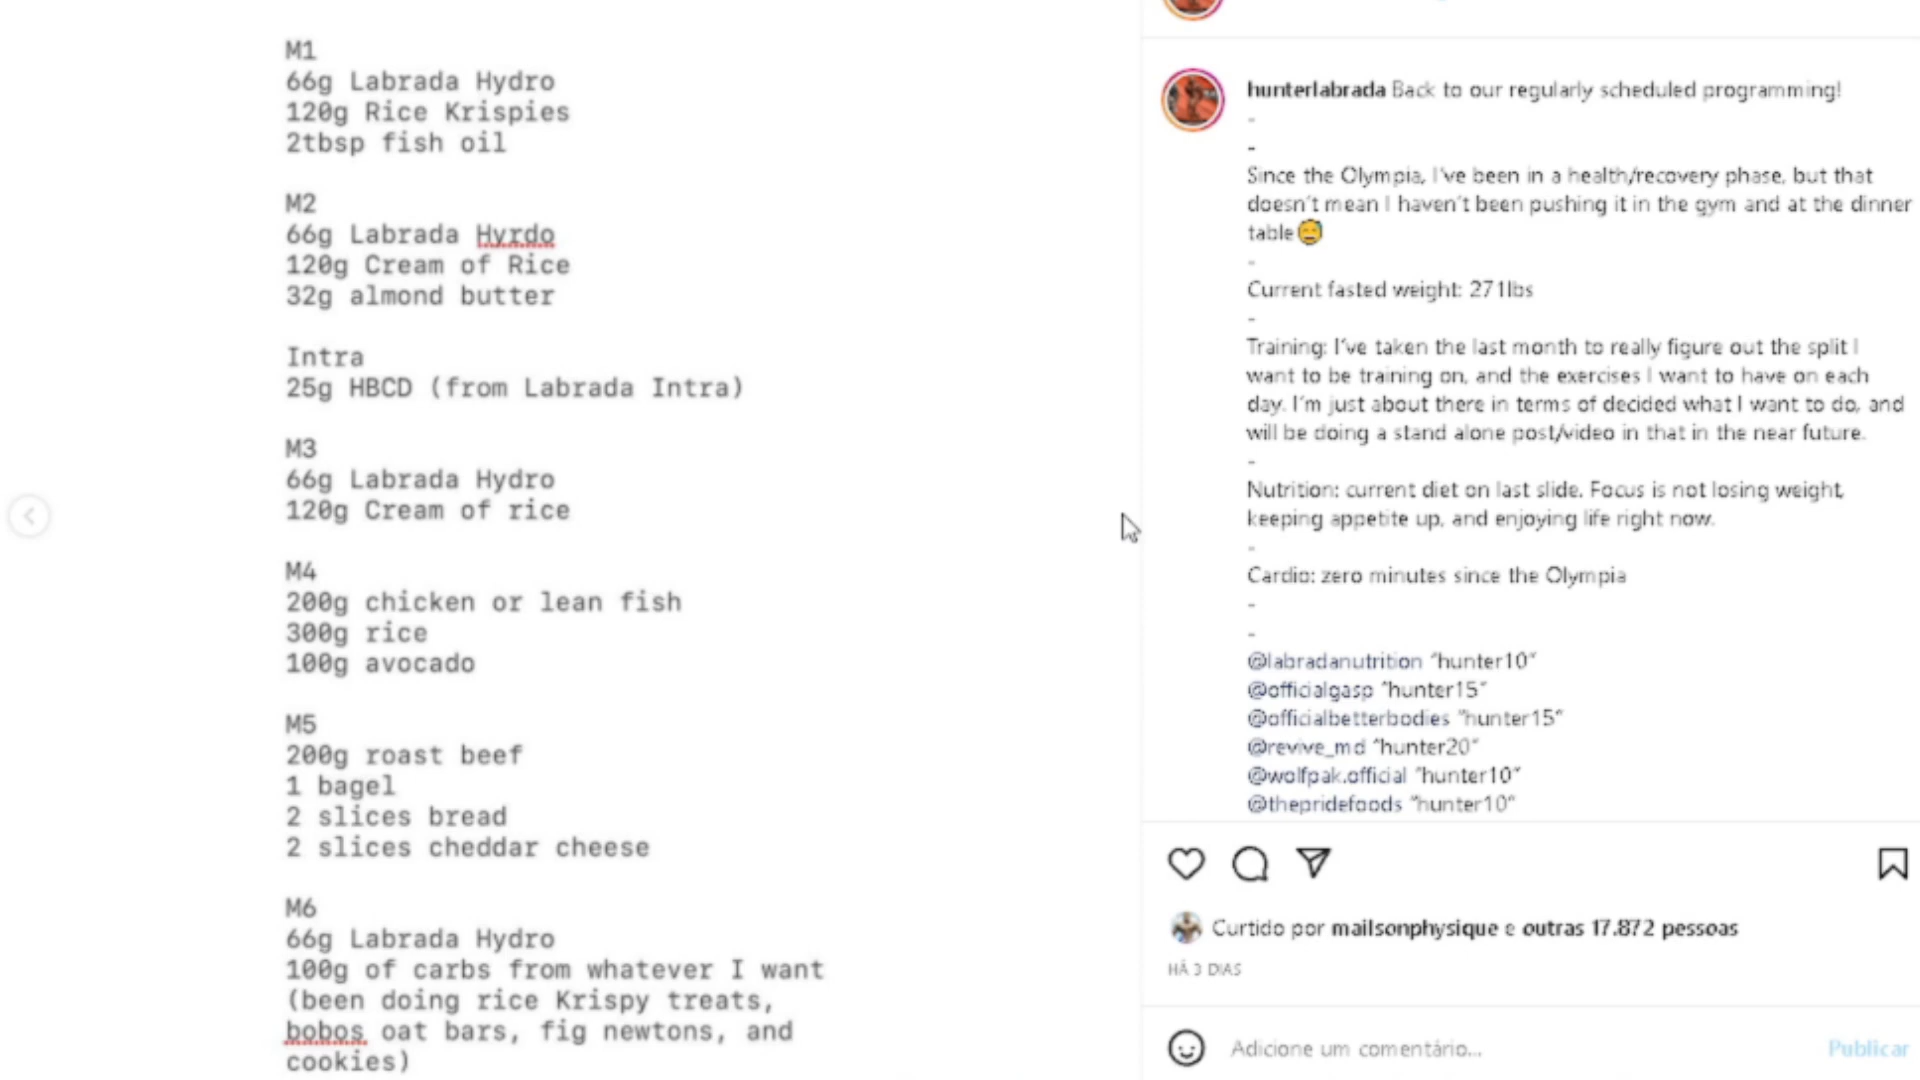 M1
66g Labrada Hydro
120g Rice Krispies
2tbsp fish oil
M2
66g Labrada Hyrdo
120g Cream of Rice
32g almond butter
Intra
25g HBCD (from Labrada Intra)
M3
66g Labrada Hydro
120g Cream of rice
M4
200g chicken or lean fish
300g rice
100g avocado
M5
200g roast beef
1 bagel
2 slices bread
2 slices cheddar cheese
M6
66g Labrada Hydro
100g of carbs from whatever I want
(been doing rice Krispy treats,
bobos oat bars, fig newtons, and
cookies)
hunterlabrada Back to our regularly scheduled programming!
-
-
Since the Olympia, I've been in a health/recovery phase, but that
doesn't mean I haven't been pushing it in the gym and at the dinner
table😅
-
Current fasted weight: 271lbs
-
Training: I've taken the last month to really figure out the split I
want to be training on, and the exercises I want to have on each
day. I'm just about there in terms of decided what I want to do, and
will be doing a stand alone post/video in that in the near future.
-
Nutrition: current diet on last slide. Focus is not losing weight,
keeping appetite up, and enjoying life right now.
-
Cardio: zero minutes since the Olympia
-
-
@labradanutrition "hunter10"
@officialgasp "hunter15"
@officialbetterbodies "hunter15"
@revive_md "hunter20"
@wolfpak.official "hunter10"
@thepridefoods "hunter10"
Curtido por mailsonphysique e outras 17.872 pessoas
HÁ 3 DIAS
Adicione um comentário...
Publicar